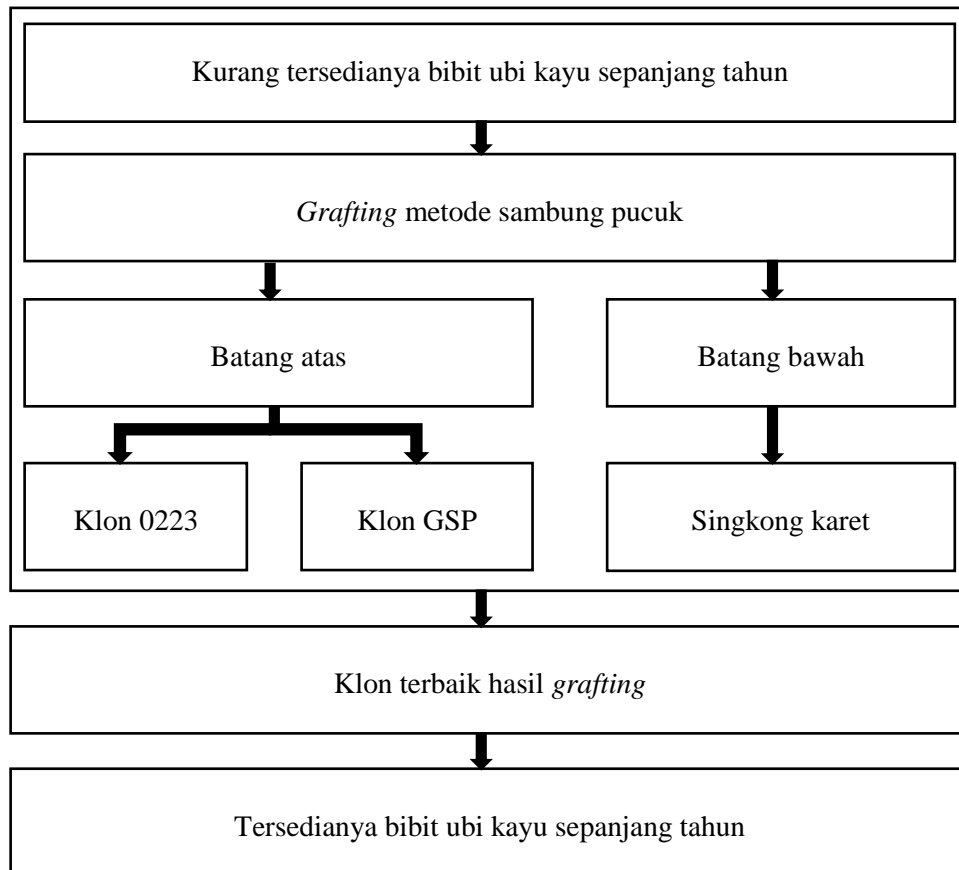 Kurang tersedianya bibit ubi kayu sepanjang tahun
Grafting metode sambung pucuk
Batang atas
Batang bawah
Klon 0223
Klon GSP
Singkong karet
Klon terbaik hasil grafting
Tersedianya bibit ubi kayu sepanjang tahun